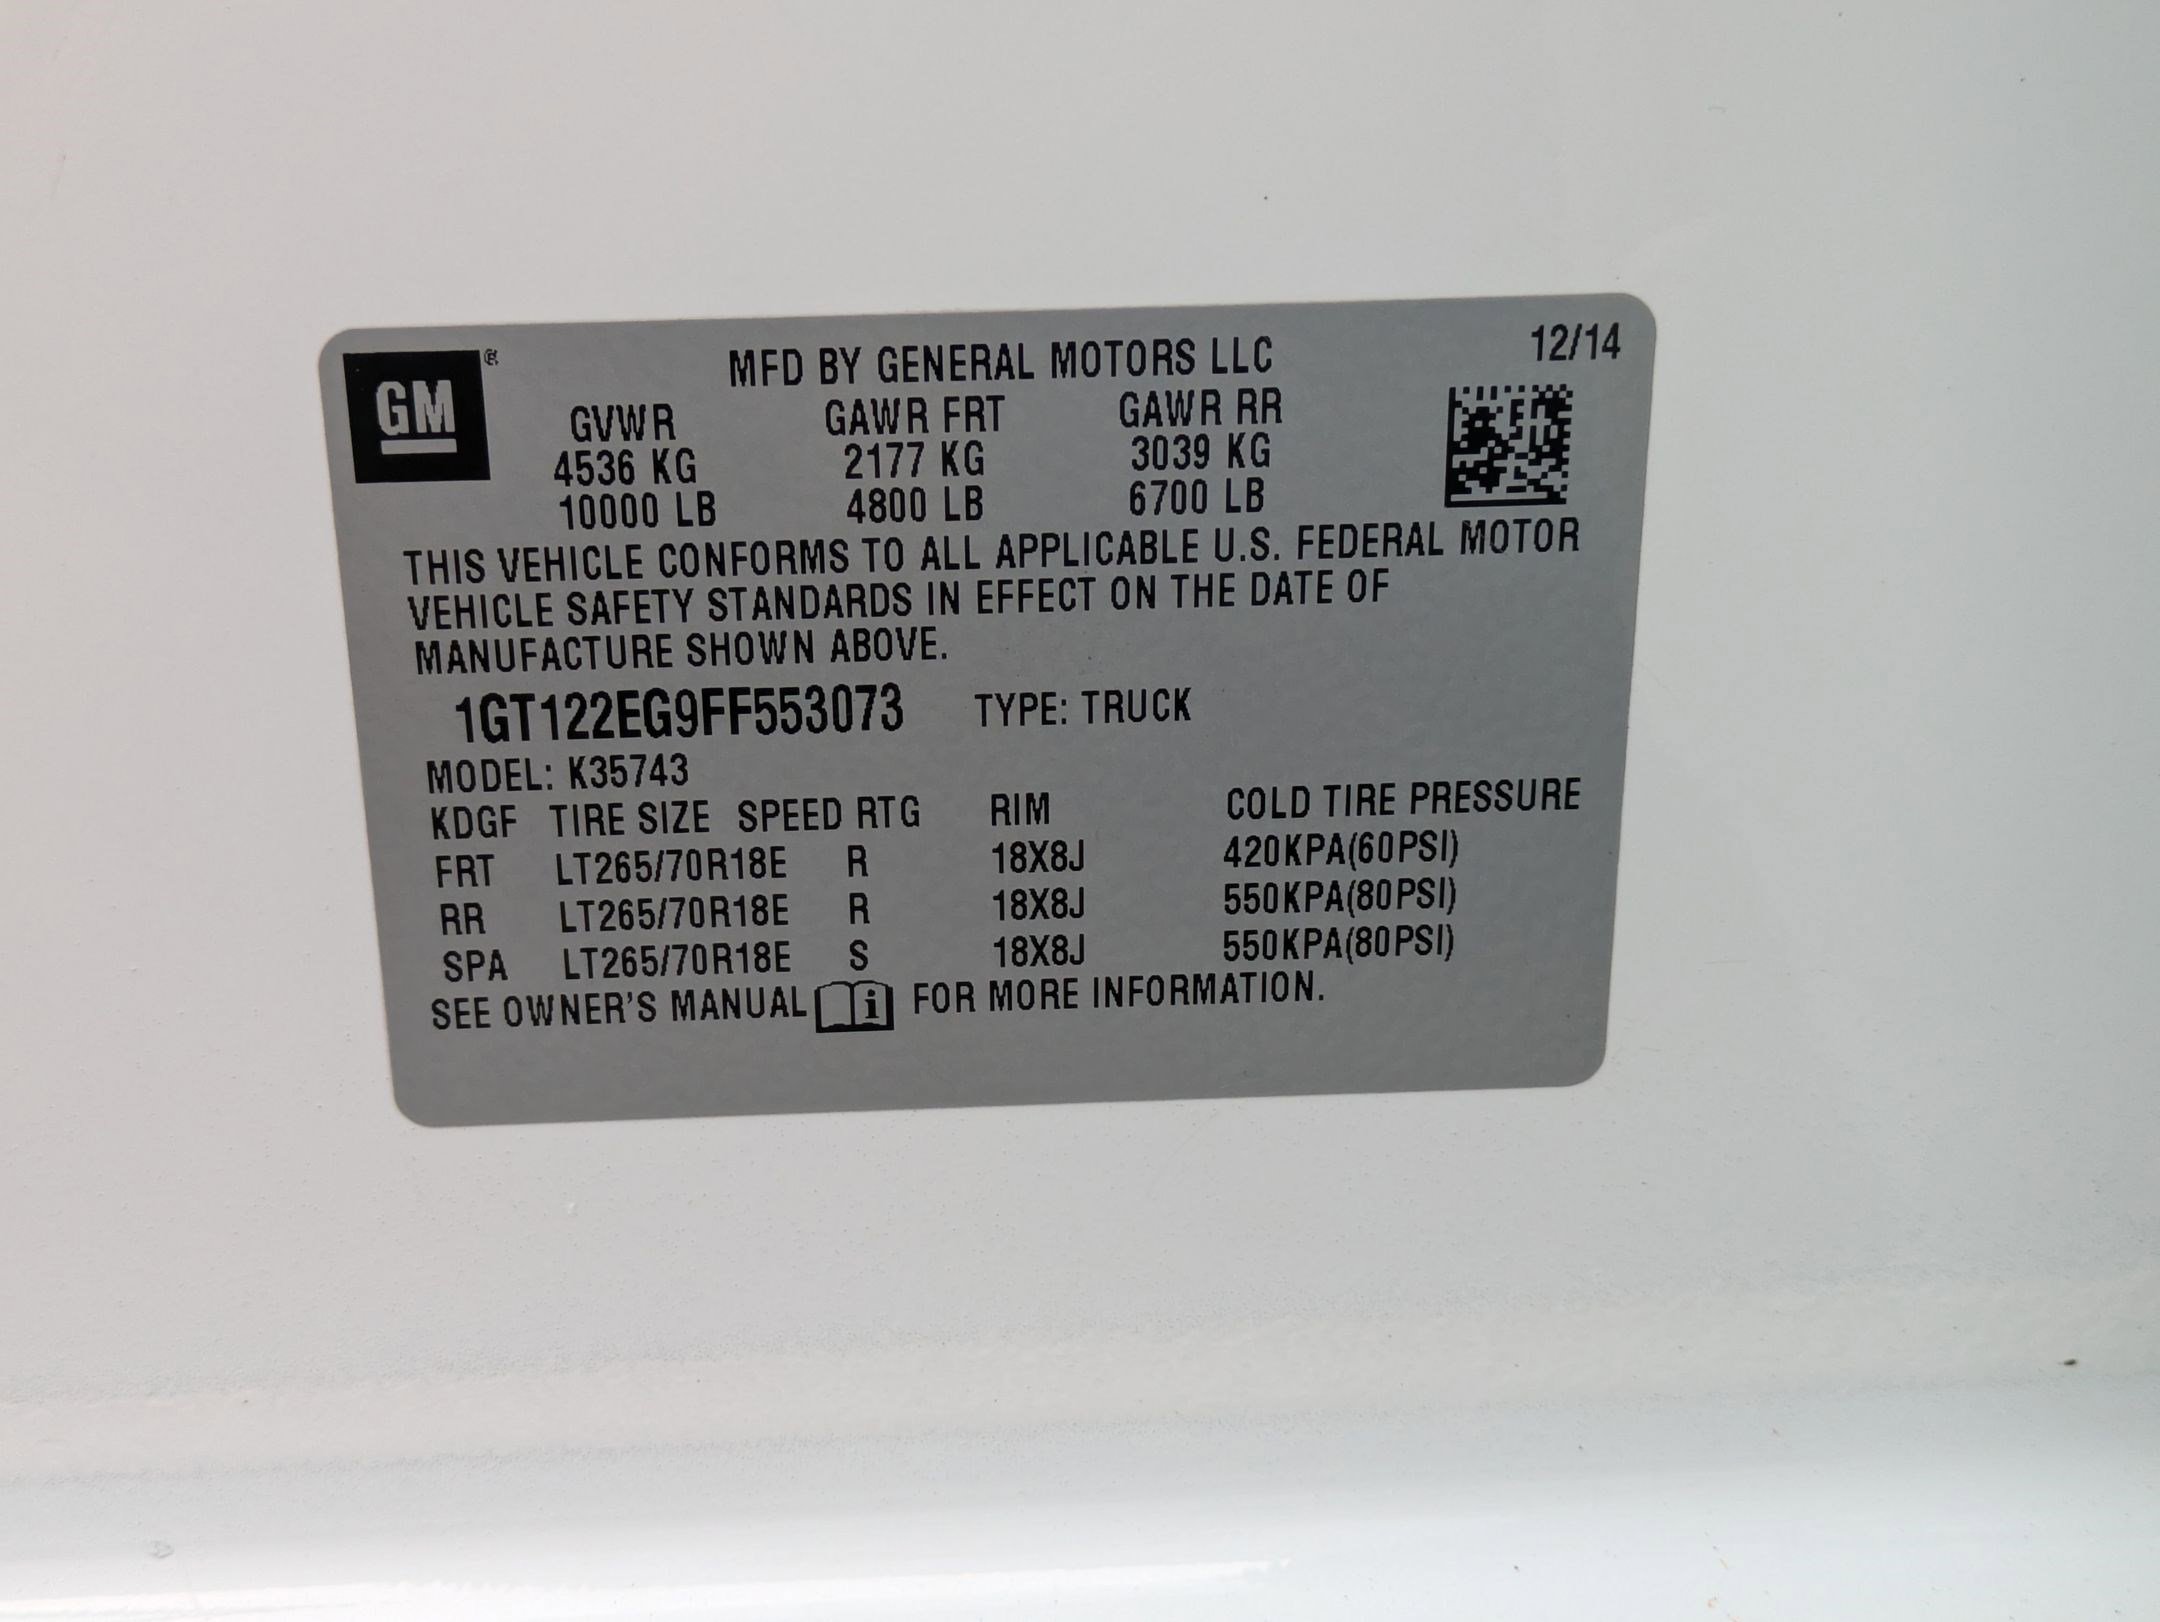 GM ®
MFD BY GENERAL MOTORS LLC 12/14
GVWR GAWR FRT GAWR RR
4536 KG 2177 KG 3039 KG
10000 LB 4800 LB 6700 LB
THIS VEHICLE CONFORMS TO ALL APPLICABLE U.S. FEDERAL MOTOR
VEHICLE SAFETY STANDARDS IN EFFECT ON THE DATE OF
MANUFACTURE SHOWN ABOVE.
1GT122EG9FF553073 TYPE: TRUCK
MODEL: K35743
KDGF TIRE SIZE SPEED RTG RIM COLD TIRE PRESSURE
FRT LT265/70R18E R 18X8J 420KPA(60PSI)
RR LT265/70R18E R 18X8J 550KPA(80PSI)
SPA LT265/70R18E S 18X8J 550KPA(80PSI)
SEE OWNER'S MANUAL i FOR MORE INFORMATION.